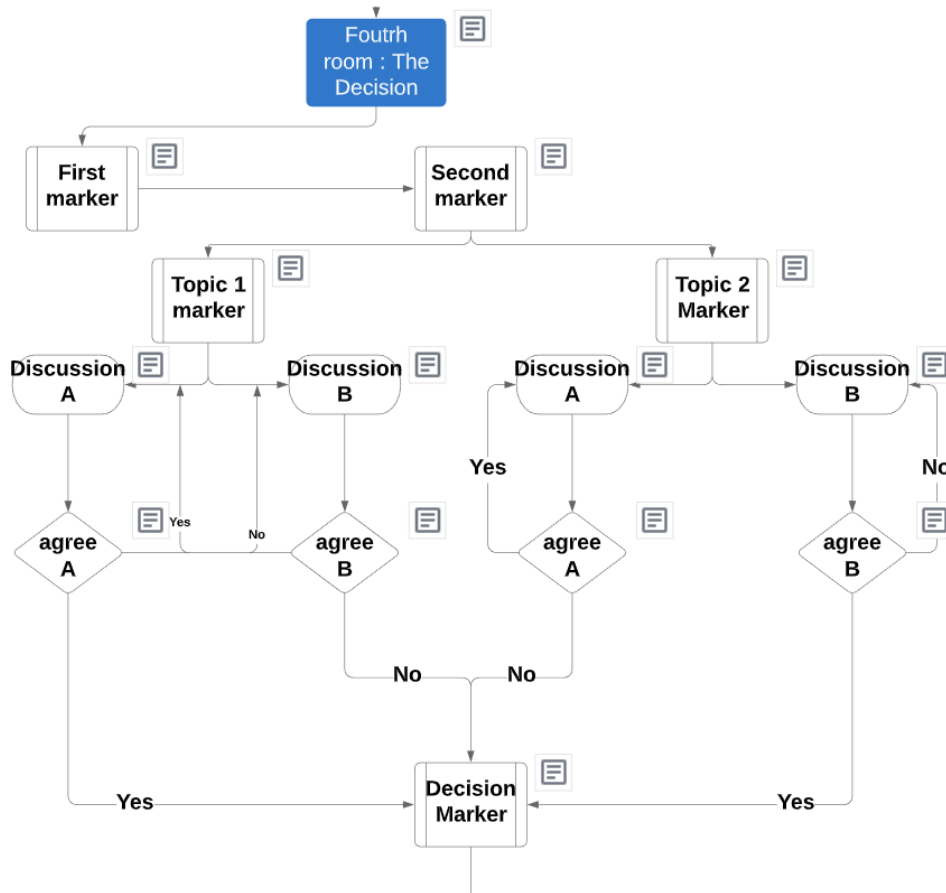 Foutrh
room : The
Decision
First
marker
Second
marker
Topic 1
marker
Topic 2
Marker
Discussion
A
Discussion
B
Discussion
A
Discussion
B
Yes
No
Yes
No
agree
A
agree
B
agree
A
agree
B
No
No
Yes
Decision
Marker
Yes